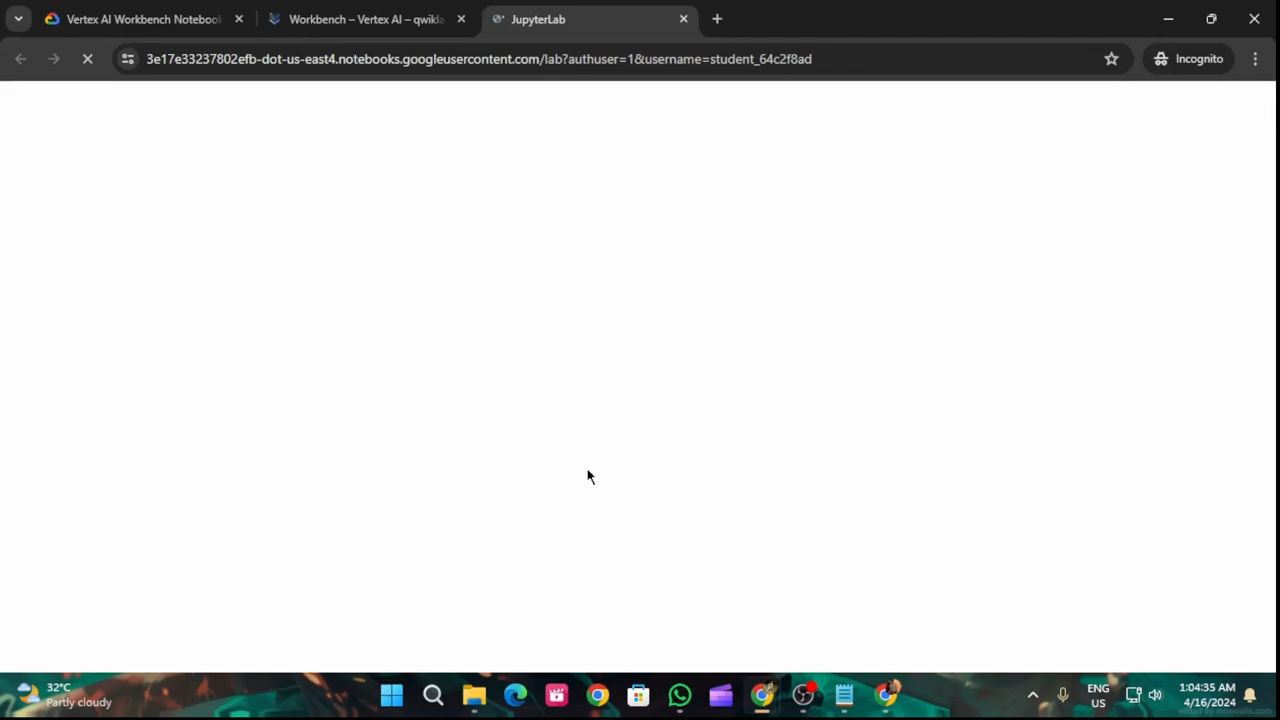 Vertex AI Workbench Notebook
Workbench – Vertex AI – qwikla
JupyterLab
3e17e33237802efb-dot-us-east4.notebooks.googleusercontent.com/lab?authuser=1&username=student_64c2f8ad
Incognito
32°C
Partly cloudy
ENG
US
1:04:35 AM
4/16/2024